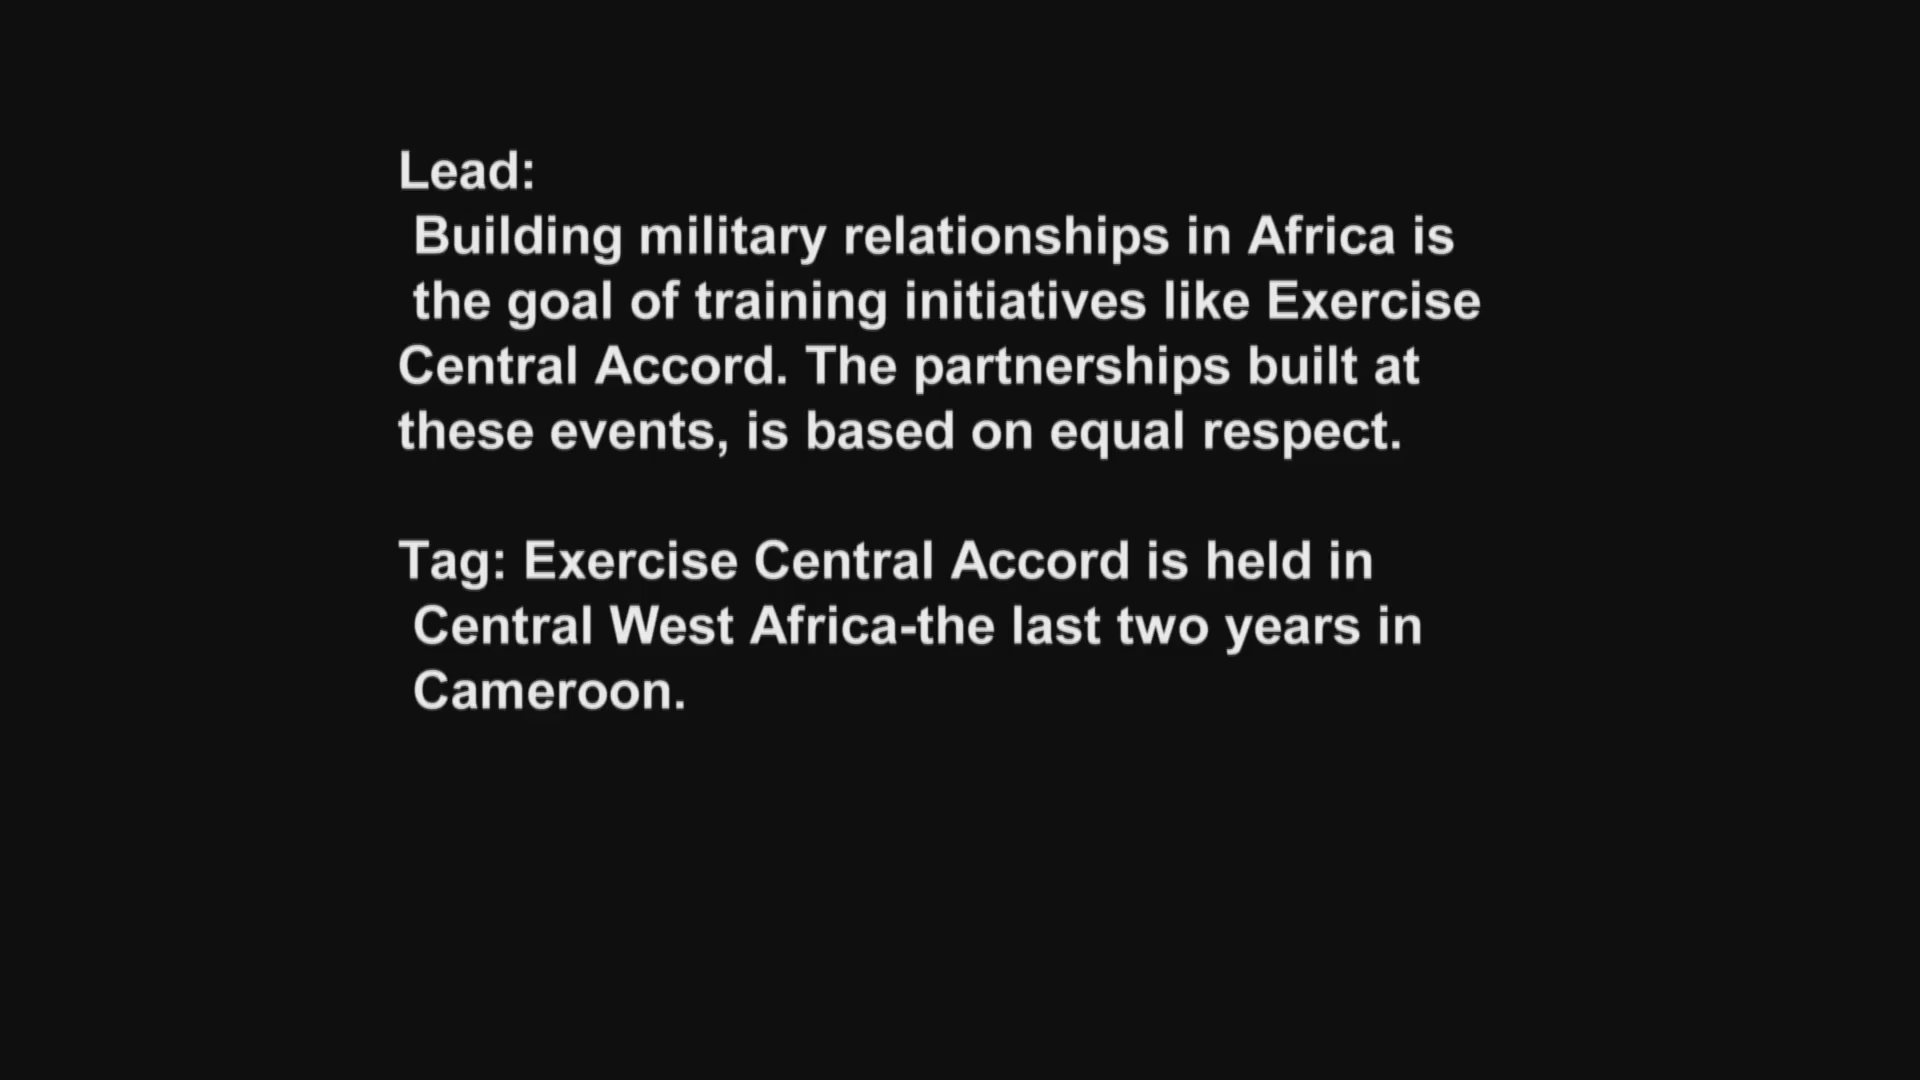 Lead:
Building military relationships in Africa is
the goal of training initiatives like Exercise
Central Accord. The partnerships built at
these events, is based on equal respect.
Tag: Exercise Central Accord is held in
Central West Africa-the last two years in
Cameroon.